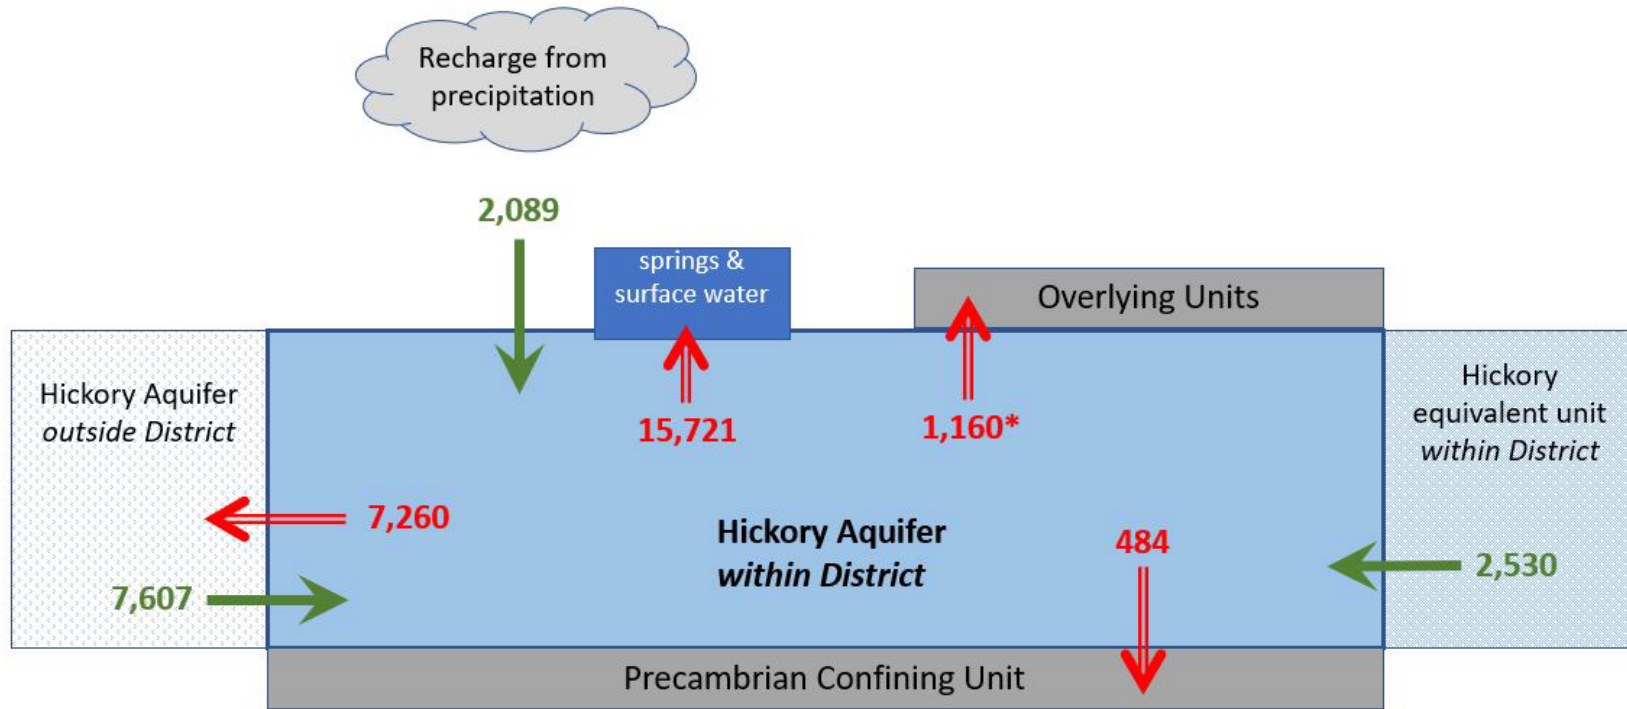 Recharge from
precipitation
2,089
springs &
surface water
Overlying Units
Hickory Aquifer
outside District
15,721
1,160*
Hickory
equivalent unit
within District
7,260
Hickory Aquifer
within District
484
2,530
7,607
Precambrian Confining Unit